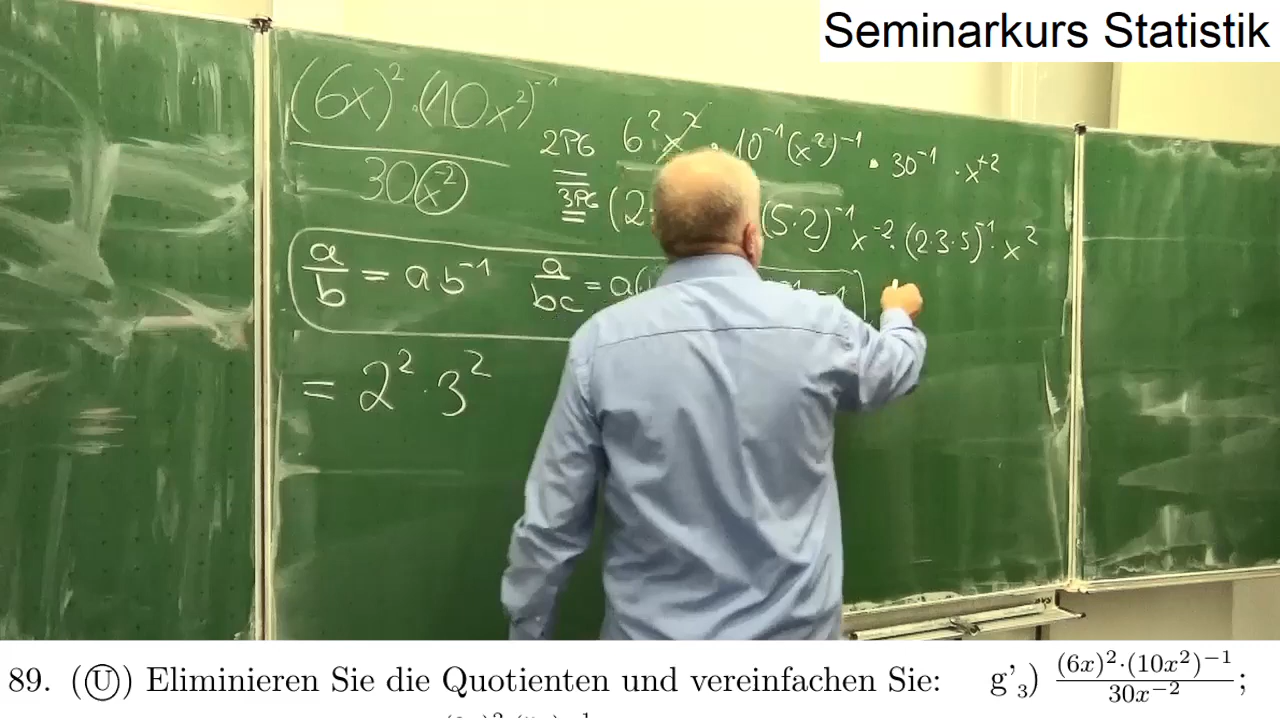 Seminarkurs Statistik
(6x)² · (10x²)⁻¹
30x⁻²
2PG 6² x² · 10⁻¹ (x²)⁻¹ · 30⁻¹ · x⁺²
3PG (2· (5·2)⁻¹ x⁻² · (2·3·5)⁻¹ · x²
a/b = ab⁻¹ a/bc = a(
= 2² · 3²
89. (Ⓤ) Eliminieren Sie die Quotienten und vereinfachen Sie: g’₃) (6x)²·(10x²)⁻¹/30x⁻² ;